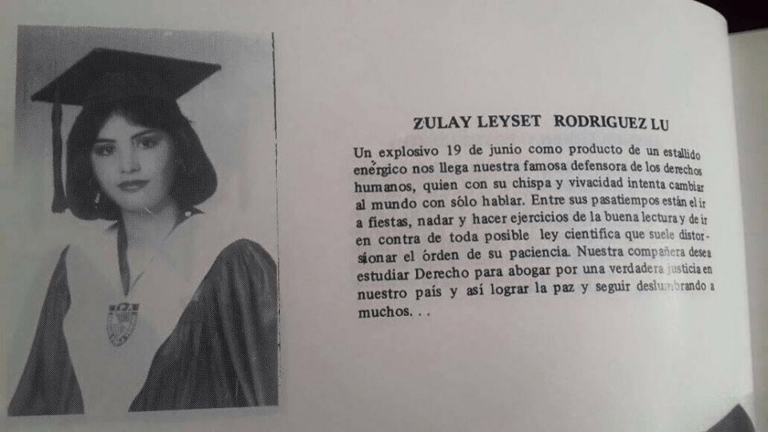 ZULAY LEYSET RODRIGUEZ LU
Un explosivo 19 de junio como producto de un estallido
energico nos llega nuestra famosa defensora de los derechos
humanos, quien con su chispa y vivacidad intenta cambiar
al mundo con sólo hablar. Entre sus pasatiempos están el ir
a fiestas, nadar y hacer ejercicios de la buena lectura y de ir
en contra de toda posible ley cientifica que suele distor-
sionar el órden de su paciencia. Nuestra compañera desea
estudiar Derecho para abogar por una verdadera justicia en
nuestro país y así lograr la paz y seguir deslumbrando a
muchos. . .